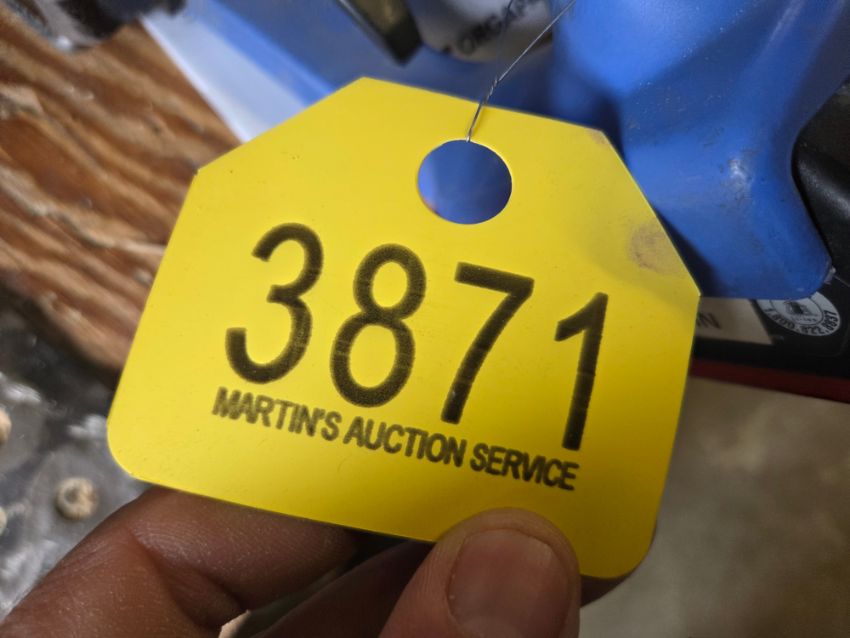 3871
MARTIN'S AUCTION SERVICE